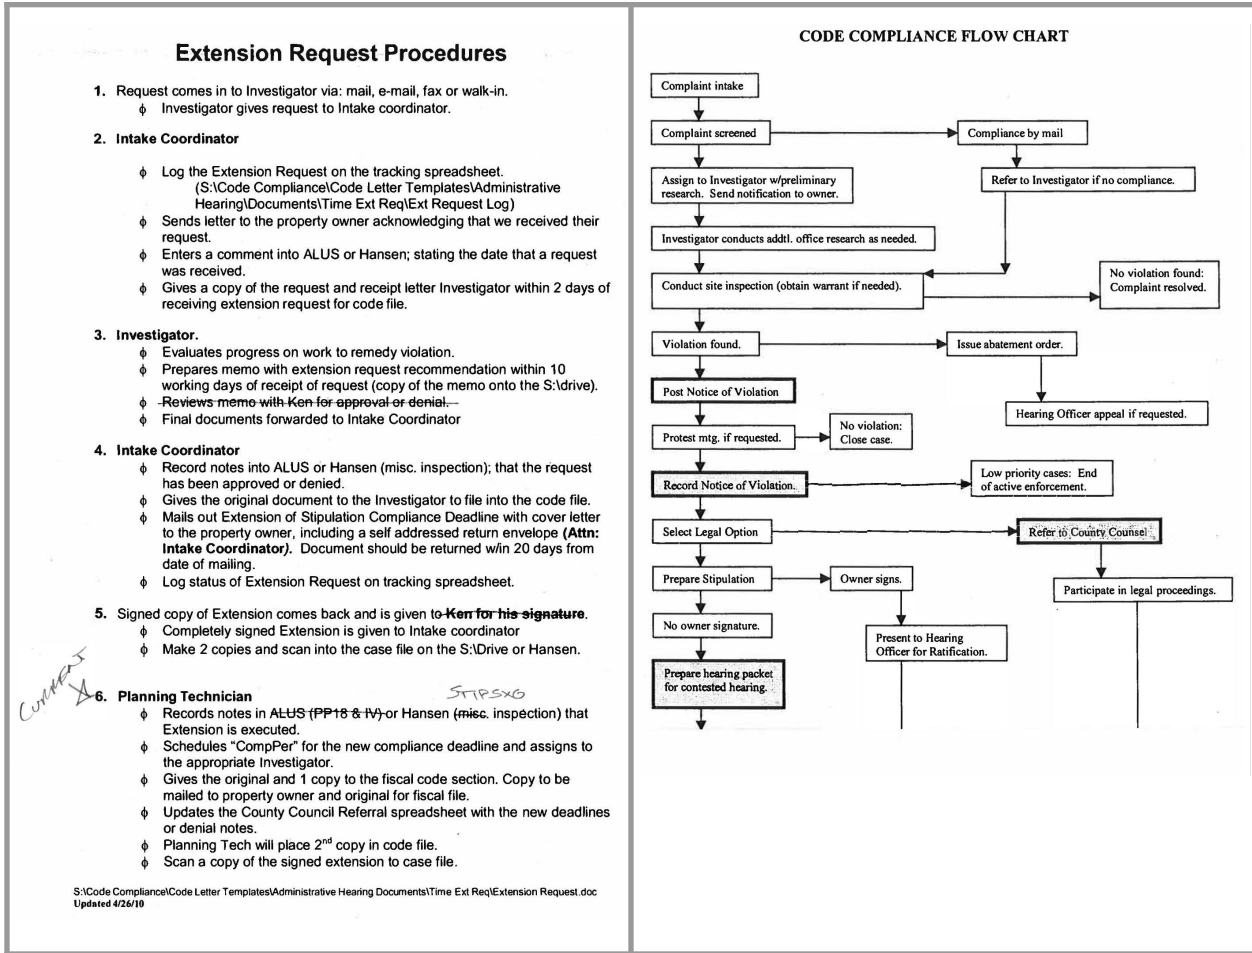 Extension Request Procedures
1. Request comes in to Investigator via: mail, e-mail, fax or walk-in.
ϕ Investigator gives request to Intake coordinator.
2. Intake Coordinator
ϕ Log the Extension Request on the tracking spreadsheet.
(S:\Code Compliance\Code Letter Templates\Administrative
Hearing\Documents\Time Ext Req\Ext Request Log)
ϕ Sends letter to the property owner acknowledging that we received their
request.
ϕ Enters a comment into ALUS or Hansen; stating the date that a request
was received.
ϕ Gives a copy of the request and receipt letter Investigator within 2 days of
receiving extension request for code file.
3. Investigator.
ϕ Evaluates progress on work to remedy violation.
ϕ Prepares memo with extension request recommendation within 10
working days of receipt of request (copy of the memo onto the S:\drive).
ϕ Reviews memo with Ken for approval or denial.
ϕ Final documents forwarded to Intake Coordinator
4. Intake Coordinator
ϕ Record notes into ALUS or Hansen (misc. inspection); that the request
has been approved or denied.
ϕ Gives the original document to the Investigator to file into the code file.
ϕ Mails out Extension of Stipulation Compliance Deadline with cover letter
to the property owner, including a self addressed return envelope (Attn:
Intake Coordinator). Document should be returned w/in 20 days from
date of mailing.
ϕ Log status of Extension Request on tracking spreadsheet.
5. Signed copy of Extension comes back and is given to Ken for his signature.
ϕ Completely signed Extension is given to Intake coordinator
ϕ Make 2 copies and scan into the case file on the S:\Drive or Hansen.
CURRENT
6. Planning Technician
STIPSXG
ϕ Records notes in ALUS (PP18 & IV) or Hansen (misc. inspection) that
Extension is executed.
ϕ Schedules “CompPer” for the new compliance deadline and assigns to
the appropriate Investigator.
ϕ Gives the original and 1 copy to the fiscal code section. Copy to be
mailed to property owner and original for fiscal file.
ϕ Updates the County Council Referral spreadsheet with the new deadlines
or denial notes.
ϕ Planning Tech will place 2nd copy in code file.
ϕ Scan a copy of the signed extension to case file.
S:\Code Compliance\Code Letter Templates\Administrative Hearing Documents\Time Ext Req\Extension Request.doc
Updated 4/26/10
CODE COMPLIANCE FLOW CHART
Complaint intake
Complaint screened
Compliance by mail
Assign to Investigator w/preliminary
research. Send notification to owner.
Refer to Investigator if no compliance.
Investigator conducts addtl. office research as needed.
Conduct site inspection (obtain warrant if needed).
No violation found:
Complaint resolved.
Violation found.
Issue abatement order.
Post Notice of Violation
Hearing Officer appeal if requested.
Protest mtg. if requested.
No violation:
Close case.
Record Notice of Violation.
Low priority cases: End
of active enforcement.
Select Legal Option
Refer to County Counsel
Prepare Stipulation
Owner signs.
Participate in legal proceedings.
No owner signature.
Present to Hearing
Officer for Ratification.
Prepare hearing packet
for contested hearing.